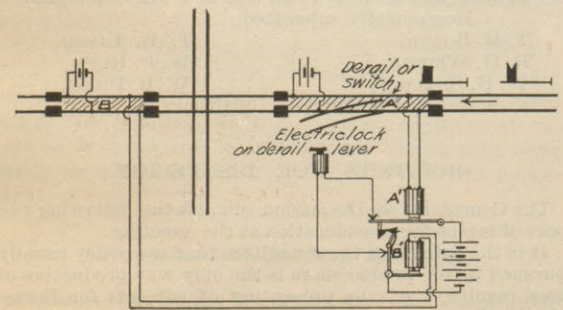 Derail or
switch
B
A
Electric lock
on derail lever
A'
B'